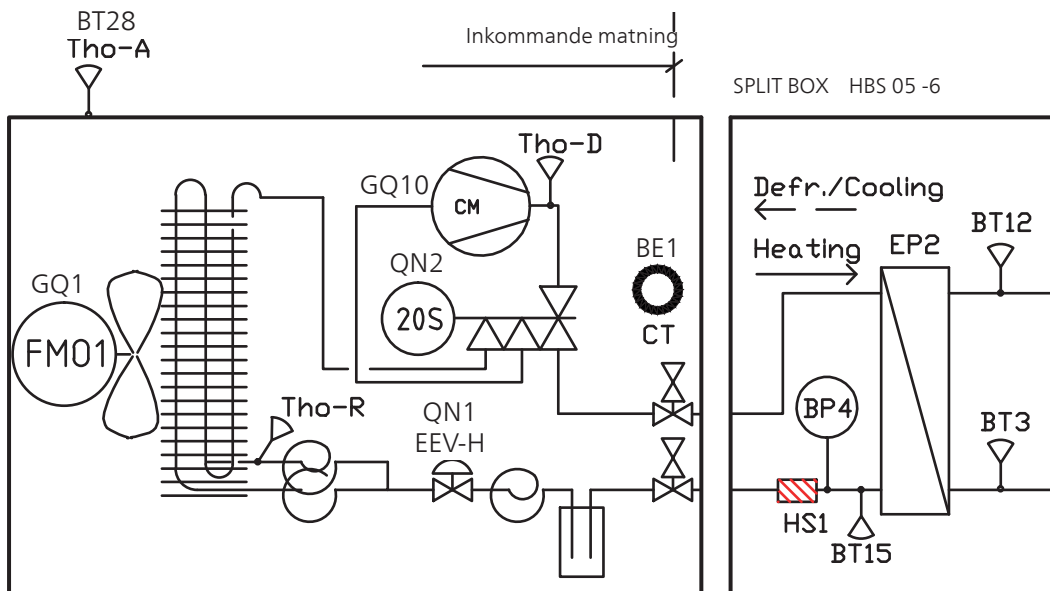 BT28
Tho-A
Inkommande matning
SPLIT BOX HBS 05 -6
Tho-D
GQ10
CM
Defr./Cooling
BT12
Heating
EP2
BE1
QN2
GQ1
20S
CT
FM01
Tho-R
QN1
EEV-H
BP4
BT3
HS1
BT15